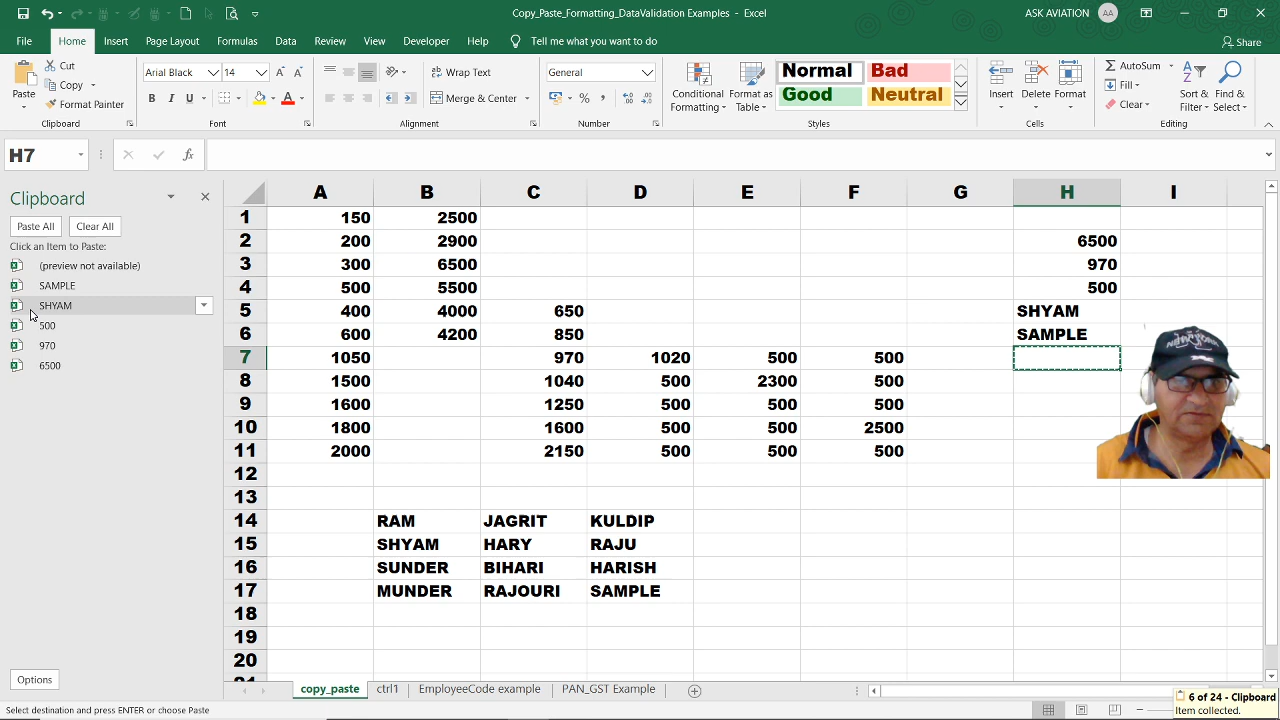 Copy_Paste_Formatting_DataValidation Examples - Excel
ASK AVIATION AA
File Home Insert Page Layout Formulas Data Review View Developer Help Tell me what you want to do Share
Paste
Cut
Copy
Format Painter
Clipboard
Arial Black 14
B I U
A
Font
Wrap Text
Merge & Center
Alignment
General
%
Number
Conditional Formatting
Format as Table
Normal Bad
Good Neutral
Styles
Insert Delete Format
Cells
AutoSum
Fill
Clear
Sort & Filter
Find & Select
Editing
H7 fx
Clipboard
Paste All Clear All
Click an Item to Paste:
(preview not available)
SAMPLE
SHYAM
500
970
6500
Options
A B C D E F G H I
1 150 2500
2 200 2900 6500
3 300 6500 970
4 500 5500 500
5 400 4000 650 SHYAM
6 600 4200 850 SAMPLE
7 1050 970 1020 500 500
8 1500 1040 500 2300 500
9 1600 1250 500 500 500
10 1800 1600 500 500 2500
11 2000 2150 500 500 500
12
13
14 RAM JAGRIT KULDIP
15 SHYAM HARY RAJU
16 SUNDER BIHARI HARISH
17 MUNDER RAJOURI SAMPLE
18
19
20
copy_paste ctrl1 EmployeeCode example PAN_GST Example
Select destination and press ENTER or choose Paste
6 of 24 - Clipboard
Item collected.